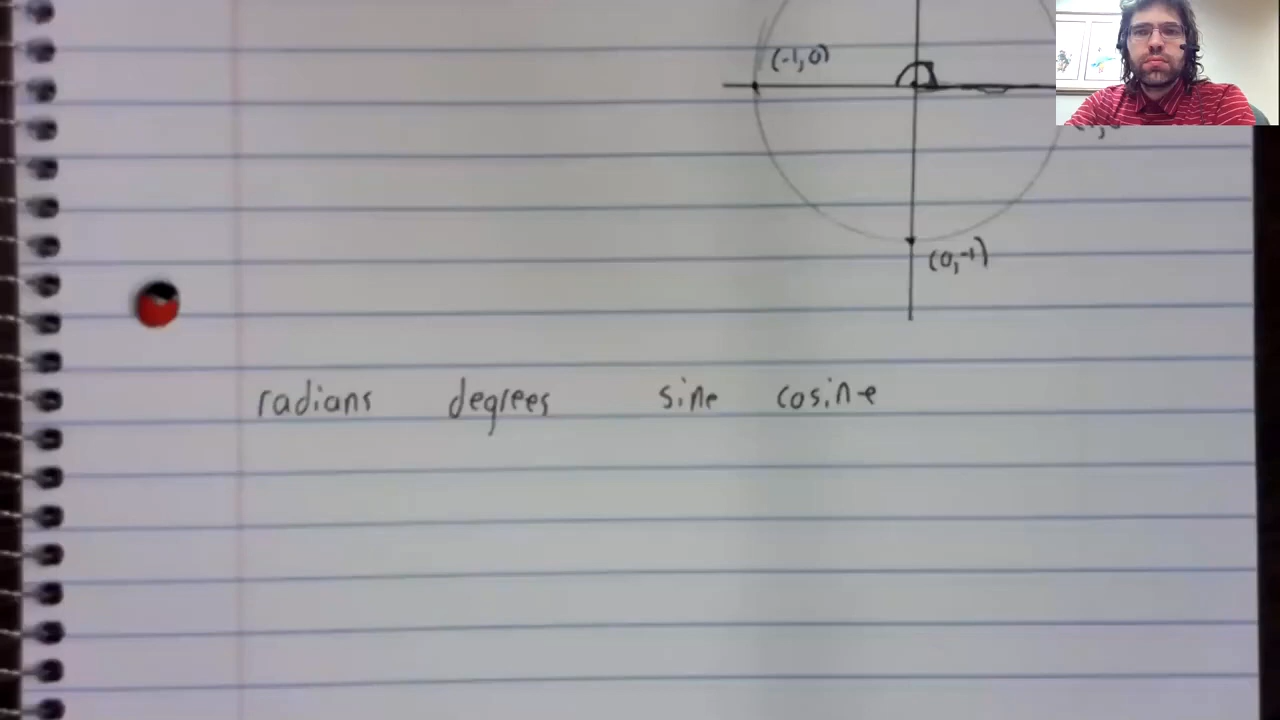 (-1,0)
(0,-1)
radians degrees sine cosine